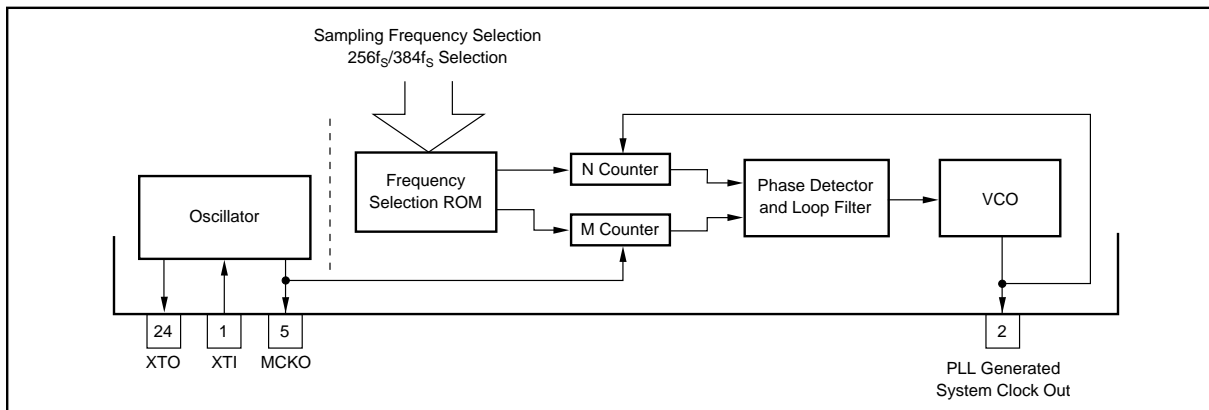 Sampling Frequency Selection
256fS/384fS Selection
Frequency
Selection ROM
N Counter
M Counter
Phase Detector
and Loop Filter
VCO
Oscillator
24
1
5
2
XTO
XTI
MCKO
PLL Generated
System Clock Out